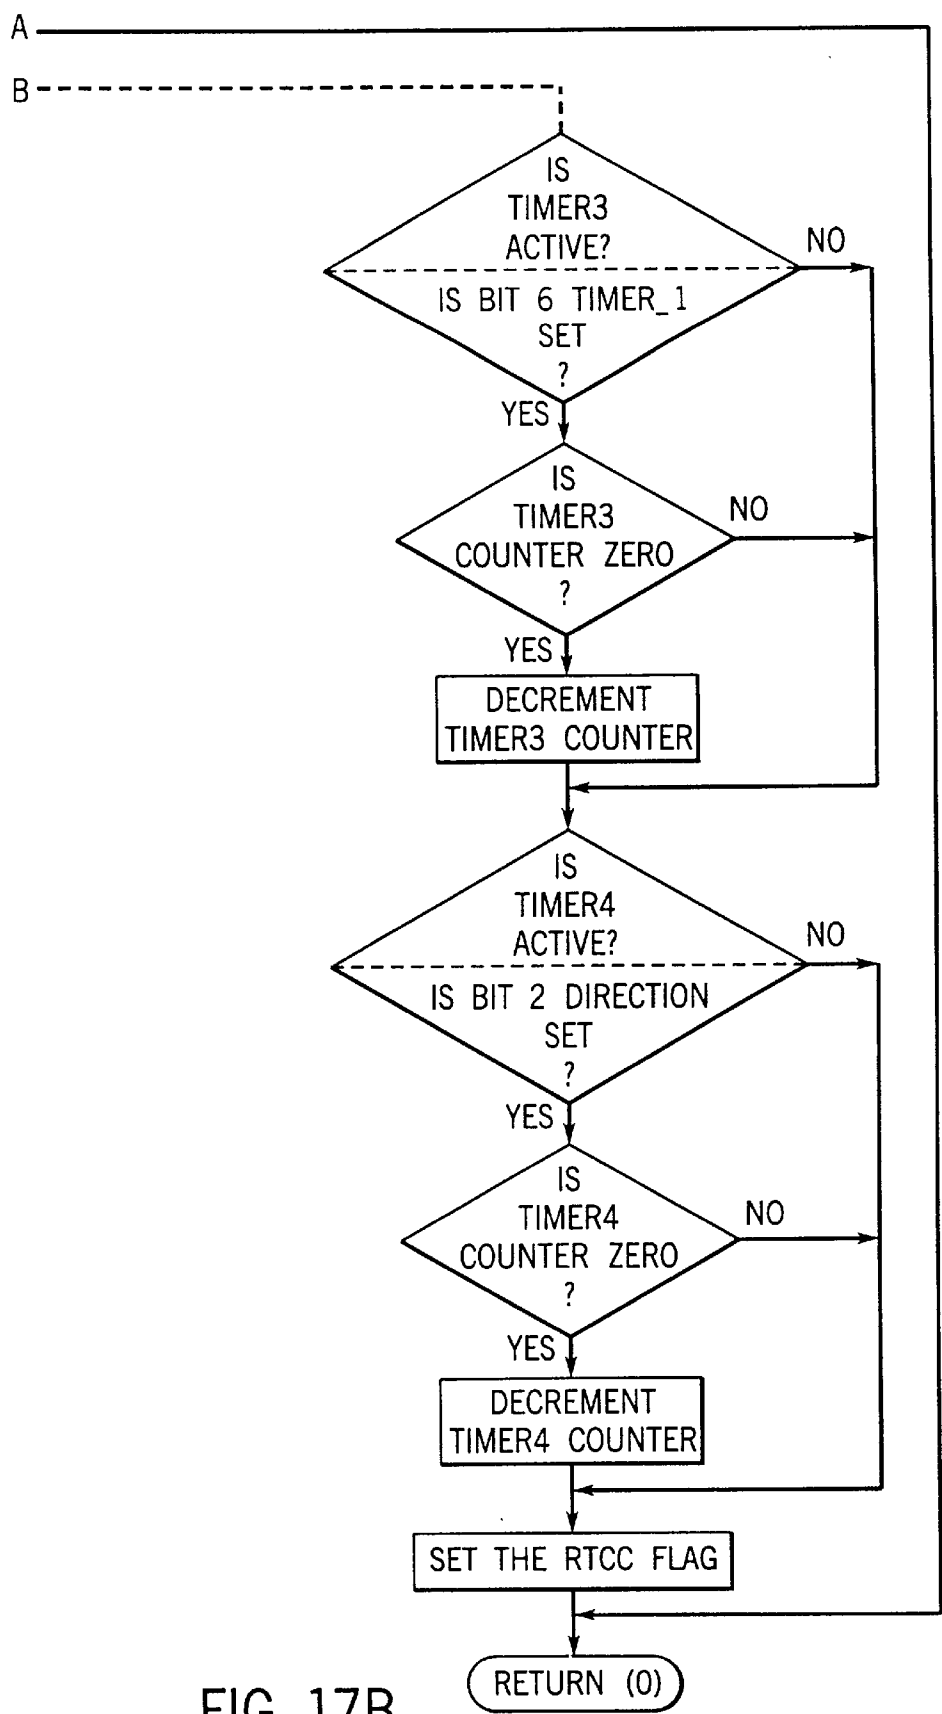 A
B
IS
TIMER3
ACTIVE?
NO
IS BIT 6 TIMER_1
SET
?
YES
IS
TIMER3
COUNTER ZERO
?
NO
YES
DECREMENT
TIMER3 COUNTER
IS
TIMER4
ACTIVE?
NO
IS BIT 2 DIRECTION
SET
?
YES
IS
TIMER4
COUNTER ZERO
?
NO
YES
DECREMENT
TIMER4 COUNTER
SET THE RTCC FLAG
RETURN (0)
FIG. 17B